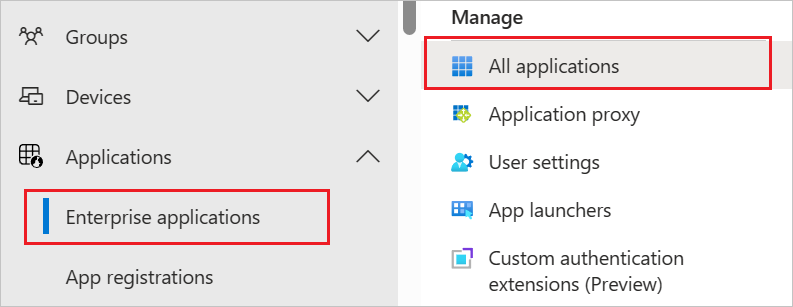 Groups
Devices
Applications
Enterprise applications
App registrations
Manage
All applications
Application proxy
User settings
App launchers
Custom authentication
extensions (Preview)